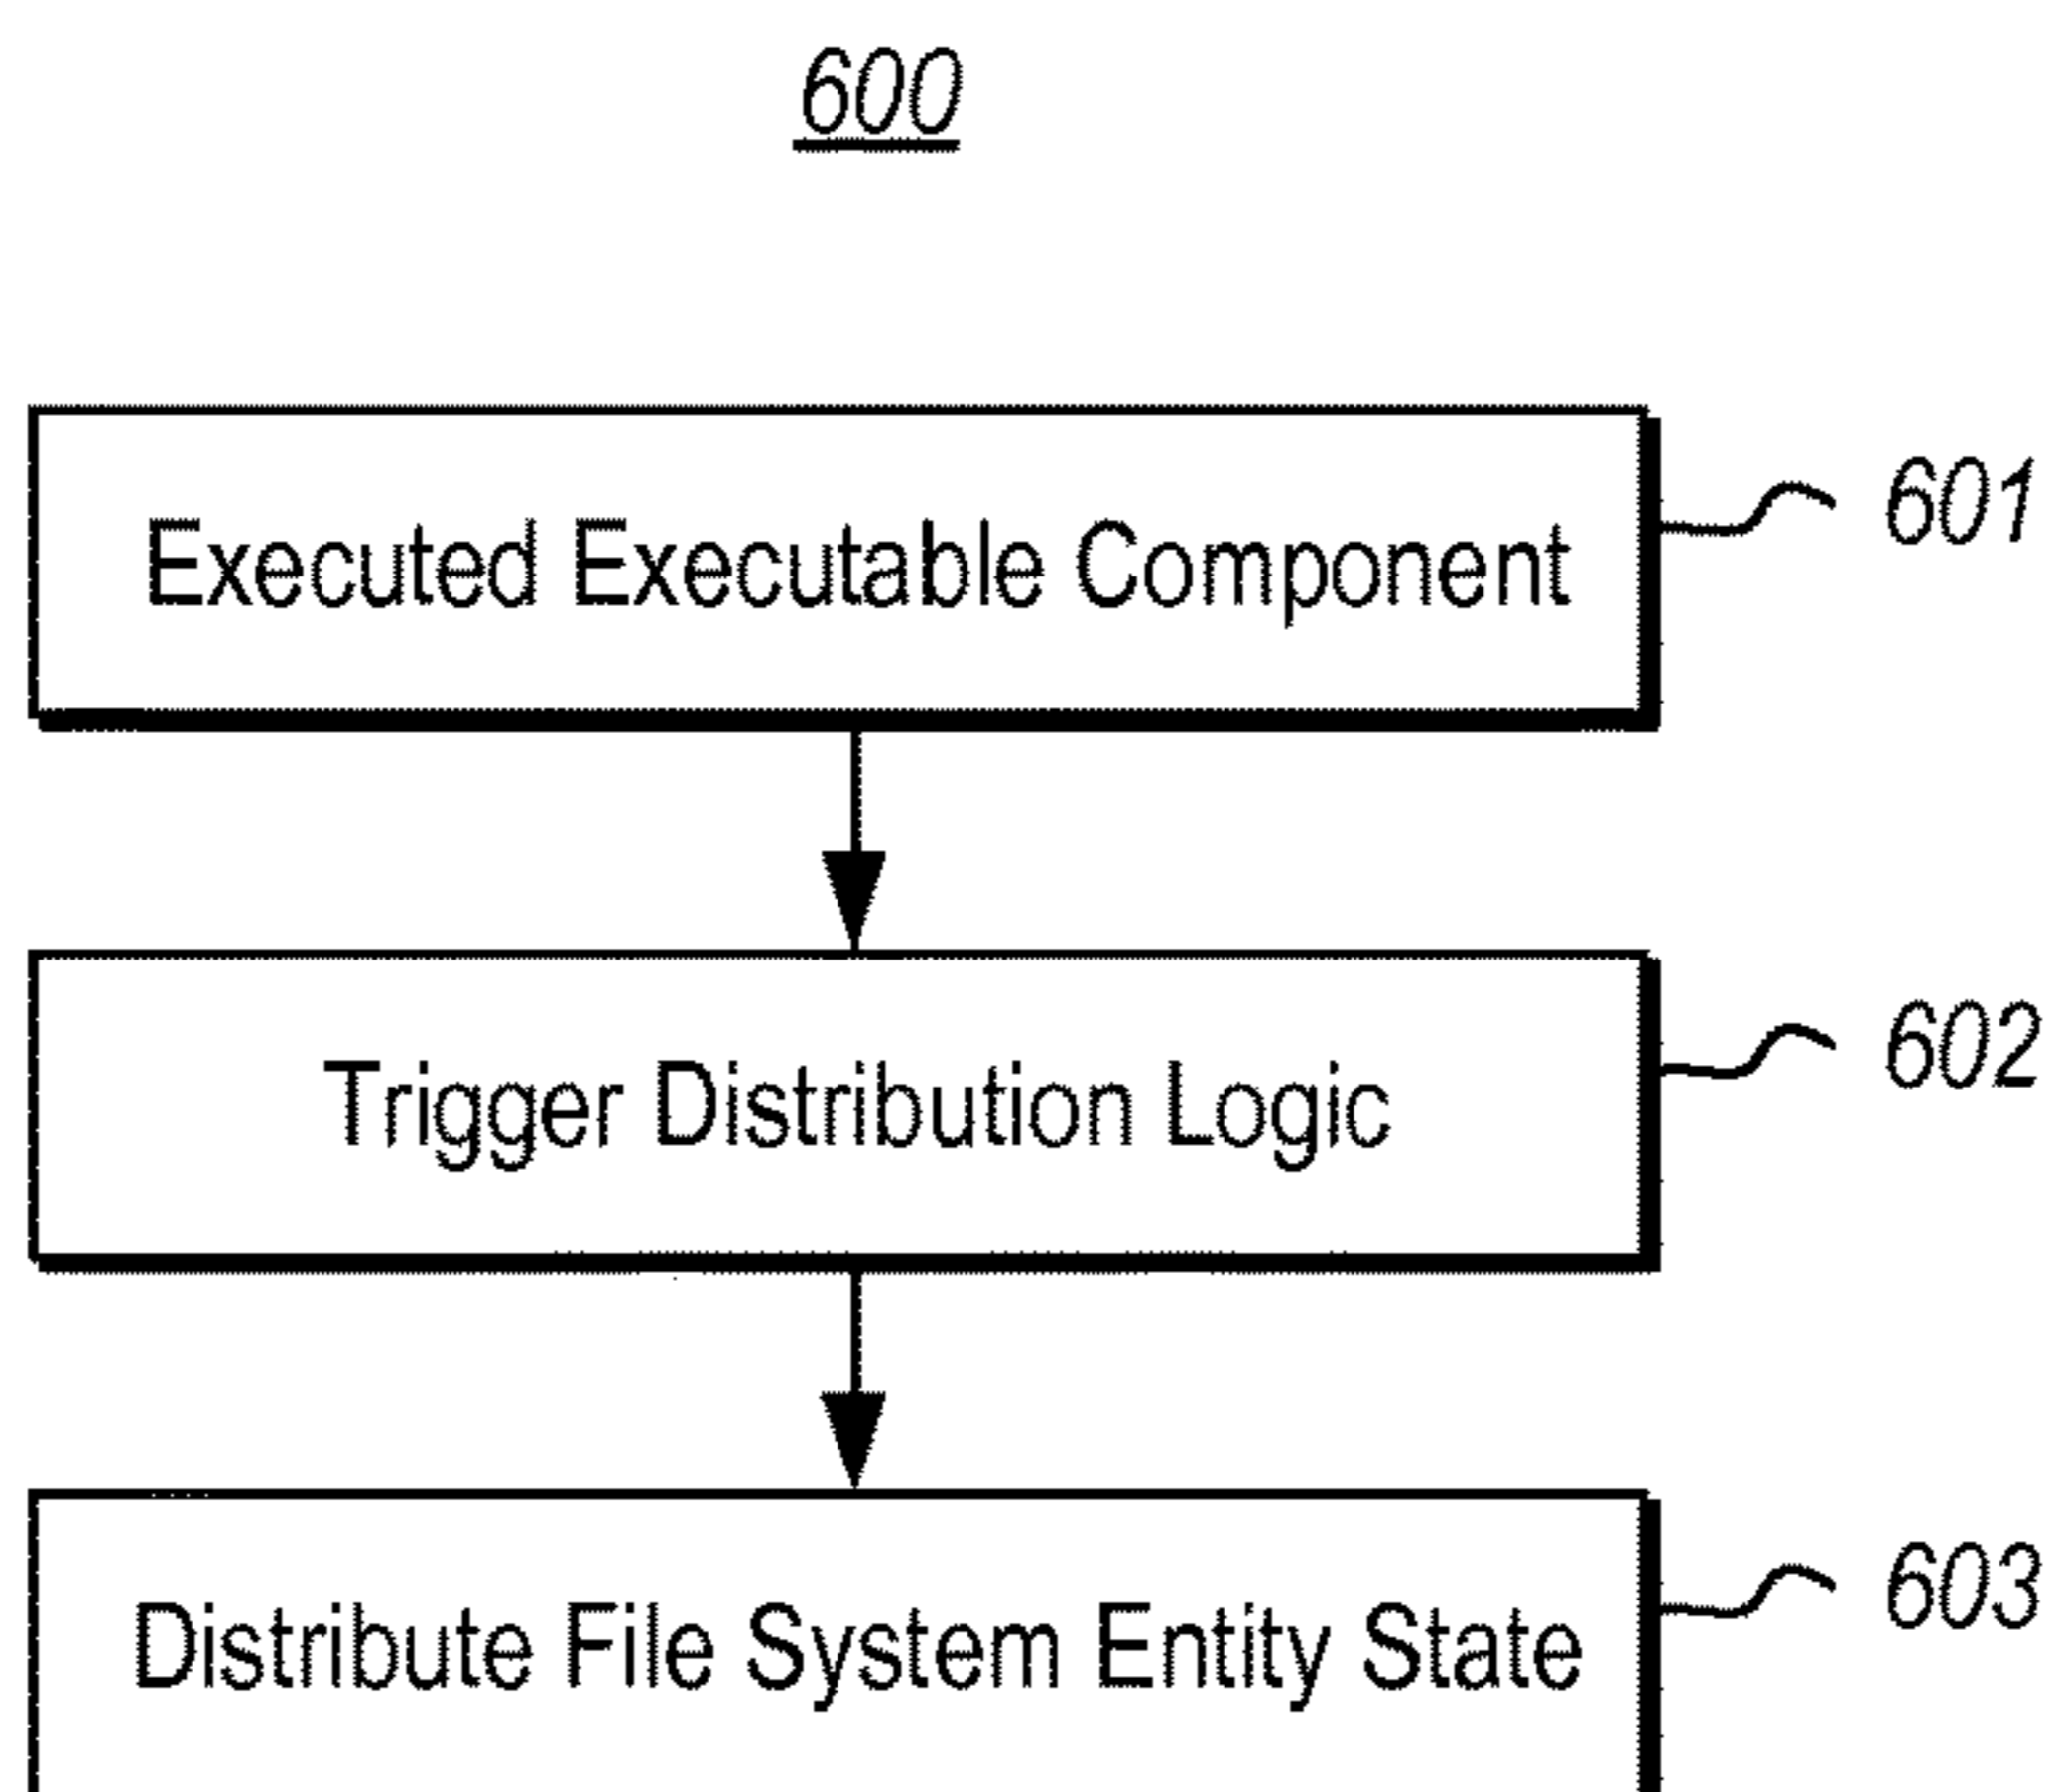 600
Executed Executable Component
601
Trigger Distribution Logic
602
Distribute File System Entity State
603